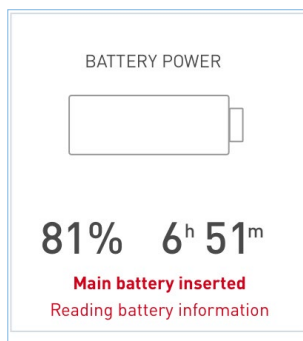 BATTERY POWER
81% 6h 51m
Main battery inserted
Reading battery information